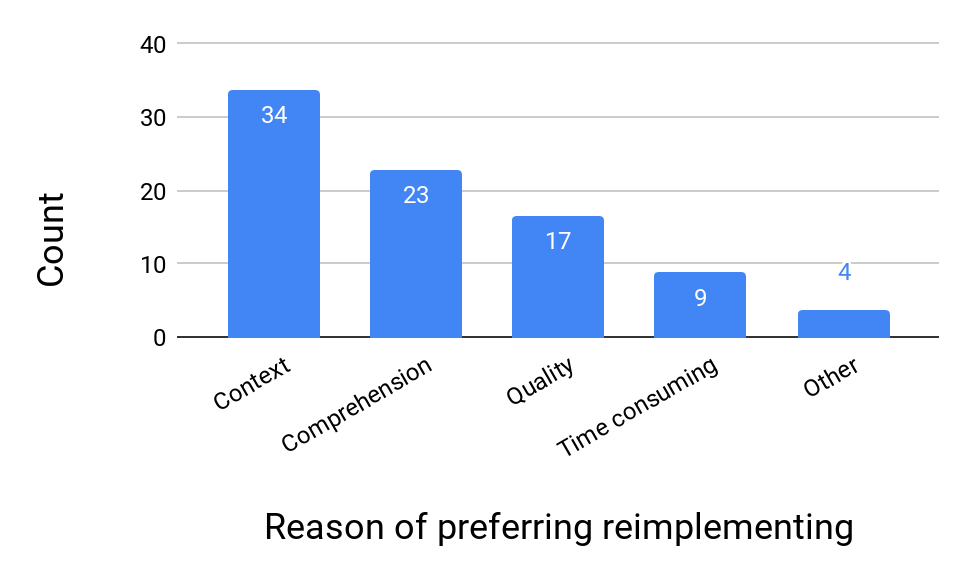 40
30
20
10
0
Count
34
23
17
9
4
Context
Comprehension
Quality
Time consuming
Other
Reason of preferring reimplementing